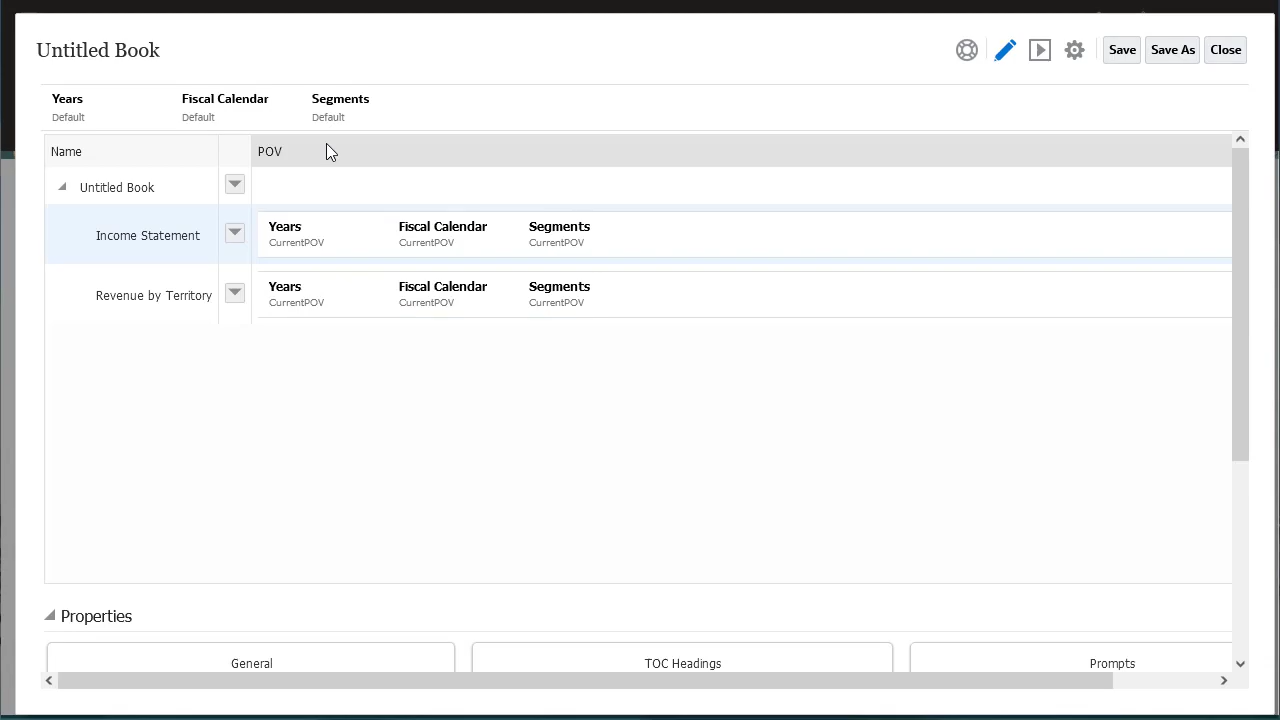 Untitled Book
Save Save As Close
Years Fiscal Calendar Segments
Default Default Default
Name POV
Untitled Book
Income Statement Years Fiscal Calendar Segments
CurrentPOV CurrentPOV CurrentPOV
Revenue by Territory Years Fiscal Calendar Segments
CurrentPOV CurrentPOV CurrentPOV
Properties
General TOC Headings Prompts